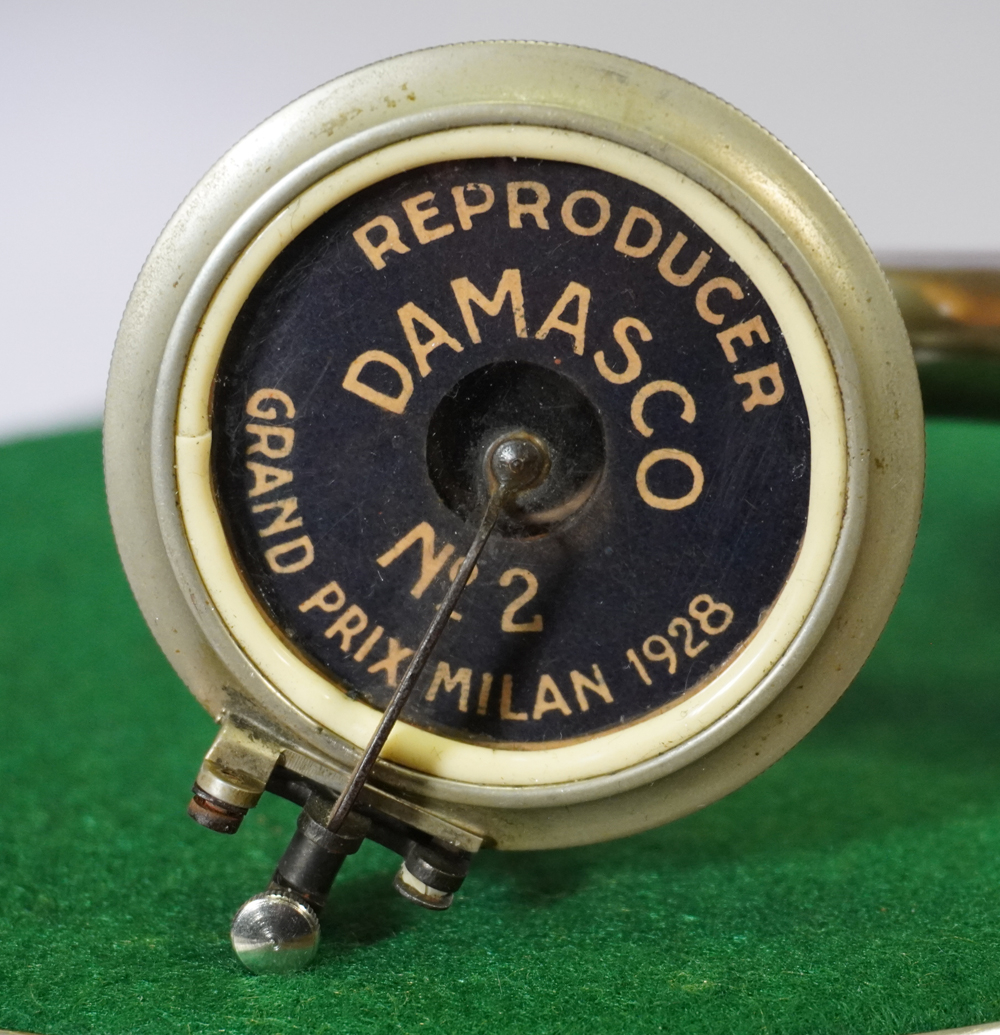 REPRODUCER
DAMASCO
Nº 2
GRAND PRIX MILAN 1928